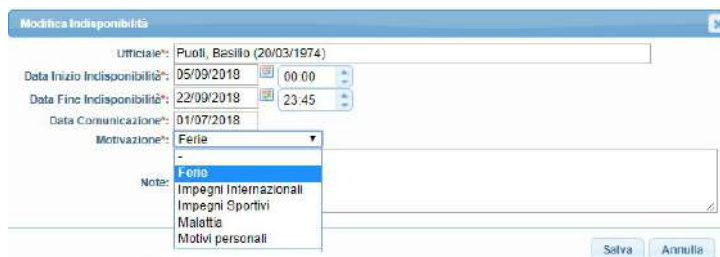 Modifica Indisponibilità
Ufficiale*: Puoti, Basilio (20/03/1974)
Data Inizio Indisponibilità*: 05/09/2018 00:00
Data Fine Indisponibilità*: 22/09/2018 23:45
Data Comunicazione*: 01/07/2018
Motivazione*: Ferie
-
Ferie
Note:
Impegni Internazionali
Impegni Sportivi
Malattia
Motivi personali
Salva Annulla